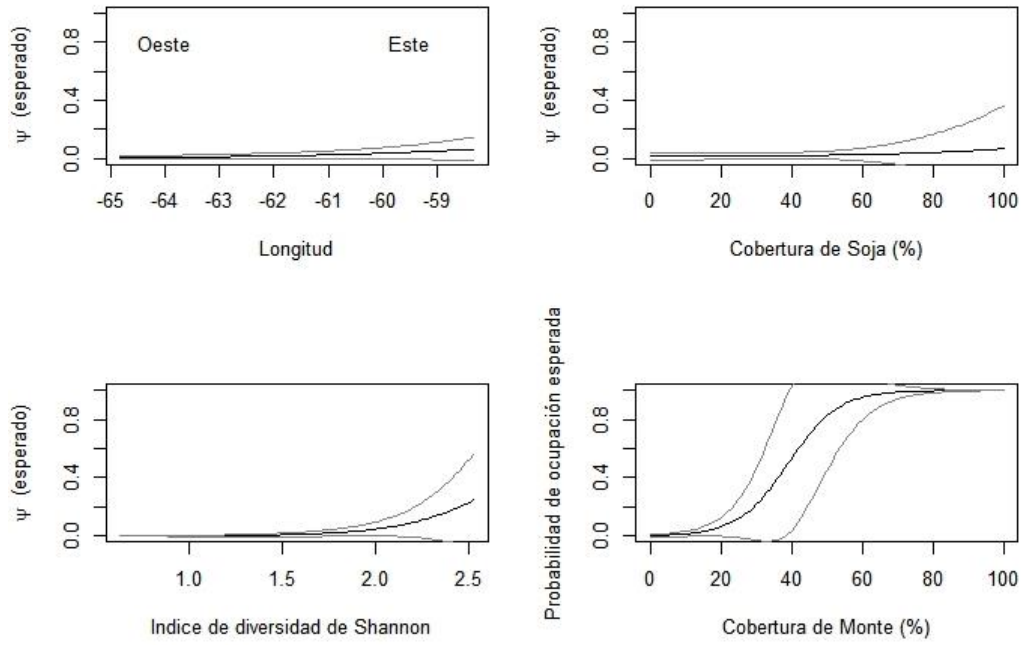 ψ (esperado)
0.0 0.4 0.8
Oeste Este
-65 -64 -63 -62 -61 -60 -59
Longitud
ψ (esperado)
0.0 0.4 0.8
0 20 40 60 80 100
Cobertura de Soja (%)
ψ (esperado)
0.0 0.4 0.8
1.0 1.5 2.0 2.5
Indice de diversidad de Shannon
Probabilidad de ocupación esperada
0.0 0.4 0.8
0 20 40 60 80 100
Cobertura de Monte (%)